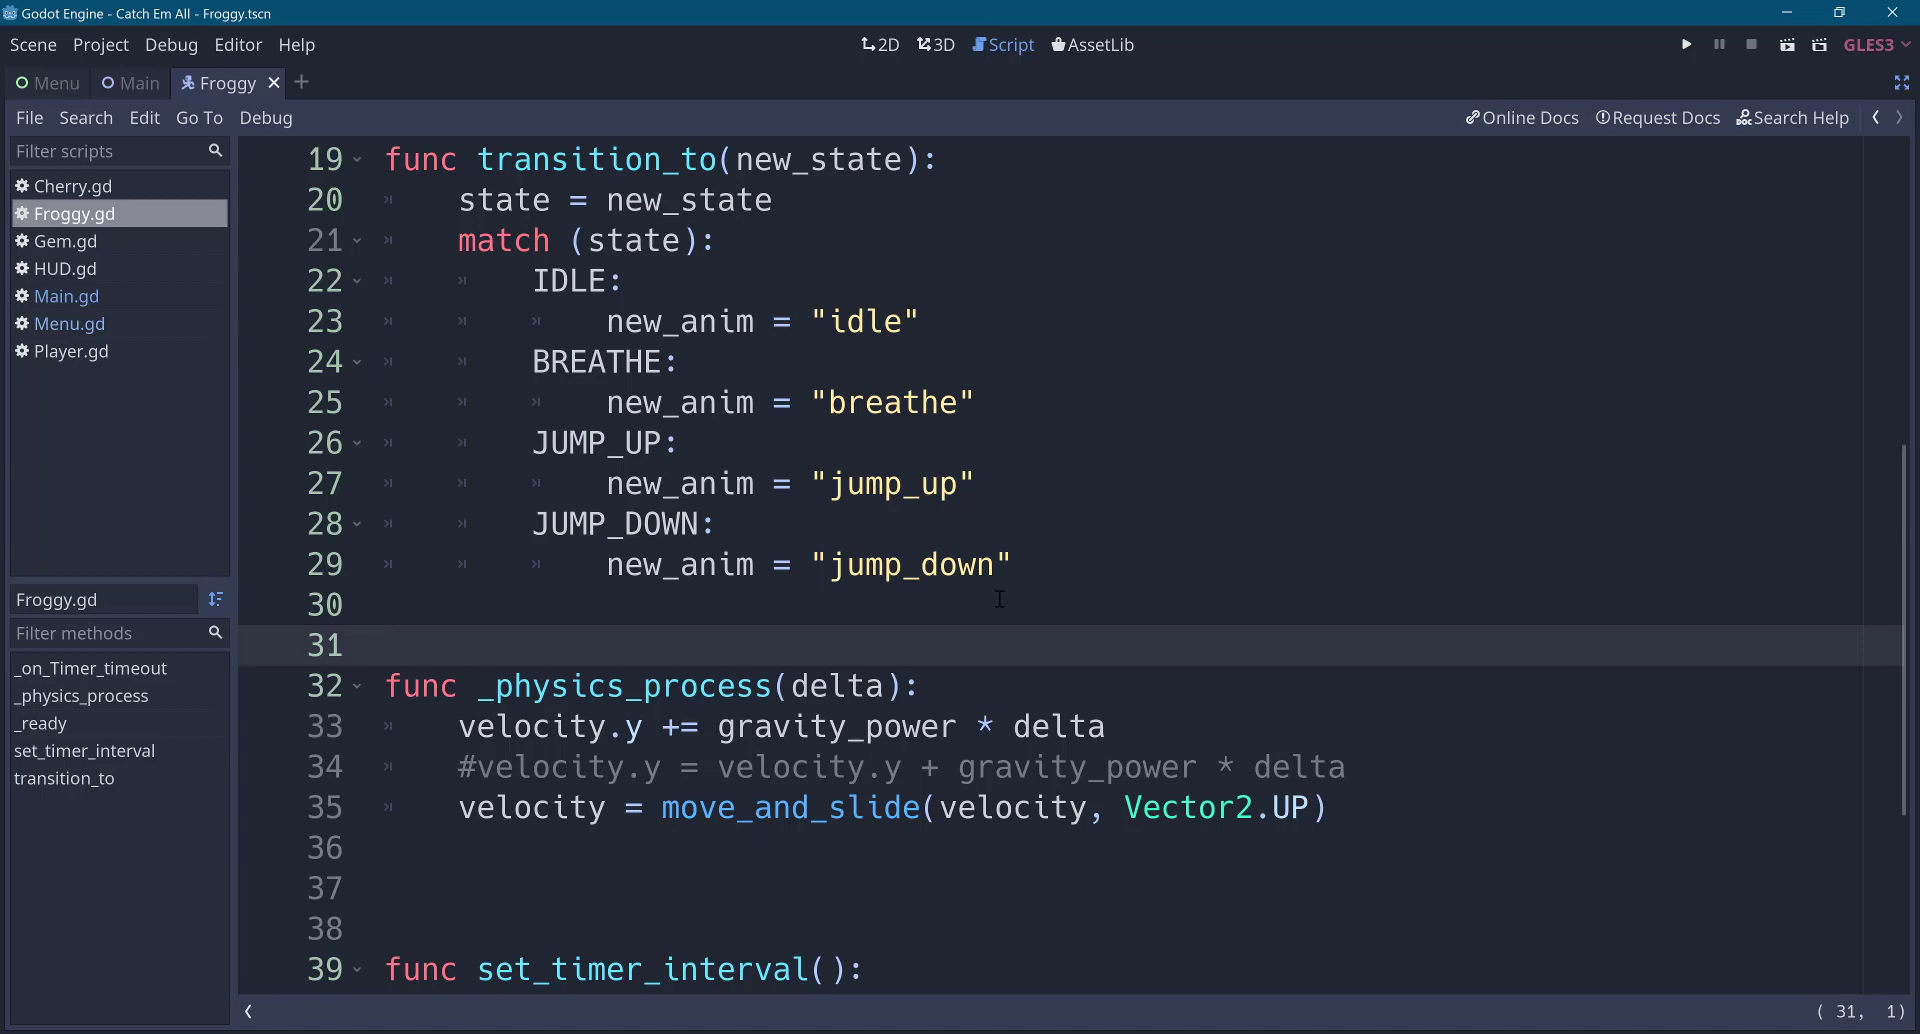 Godot Engine - Catch Em All - Froggy.tscn
Scene Project Debug Editor Help
2D 3D Script AssetLib
GLES3
Menu Main Froggy
File Search Edit Go To Debug
Online Docs Request Docs Search Help
Filter scripts
Cherry.gd
Froggy.gd
Gem.gd
HUD.gd
Main.gd
Menu.gd
Player.gd
Froggy.gd
Filter methods
_on_Timer_timeout
_physics_process
_ready
set_timer_interval
transition_to
19 func transition_to(new_state):
20 state = new_state
21 match (state):
22 IDLE:
23 new_anim = "idle"
24 BREATHE:
25 new_anim = "breathe"
26 JUMP_UP:
27 new_anim = "jump_up"
28 JUMP_DOWN:
29 new_anim = "jump_down"
30
31
32 func _physics_process(delta):
33 velocity.y += gravity_power * delta
34 #velocity.y = velocity.y + gravity_power * delta
35 velocity = move_and_slide(velocity, Vector2.UP)
36
37
38
39 func set_timer_interval():
( 31, 1)